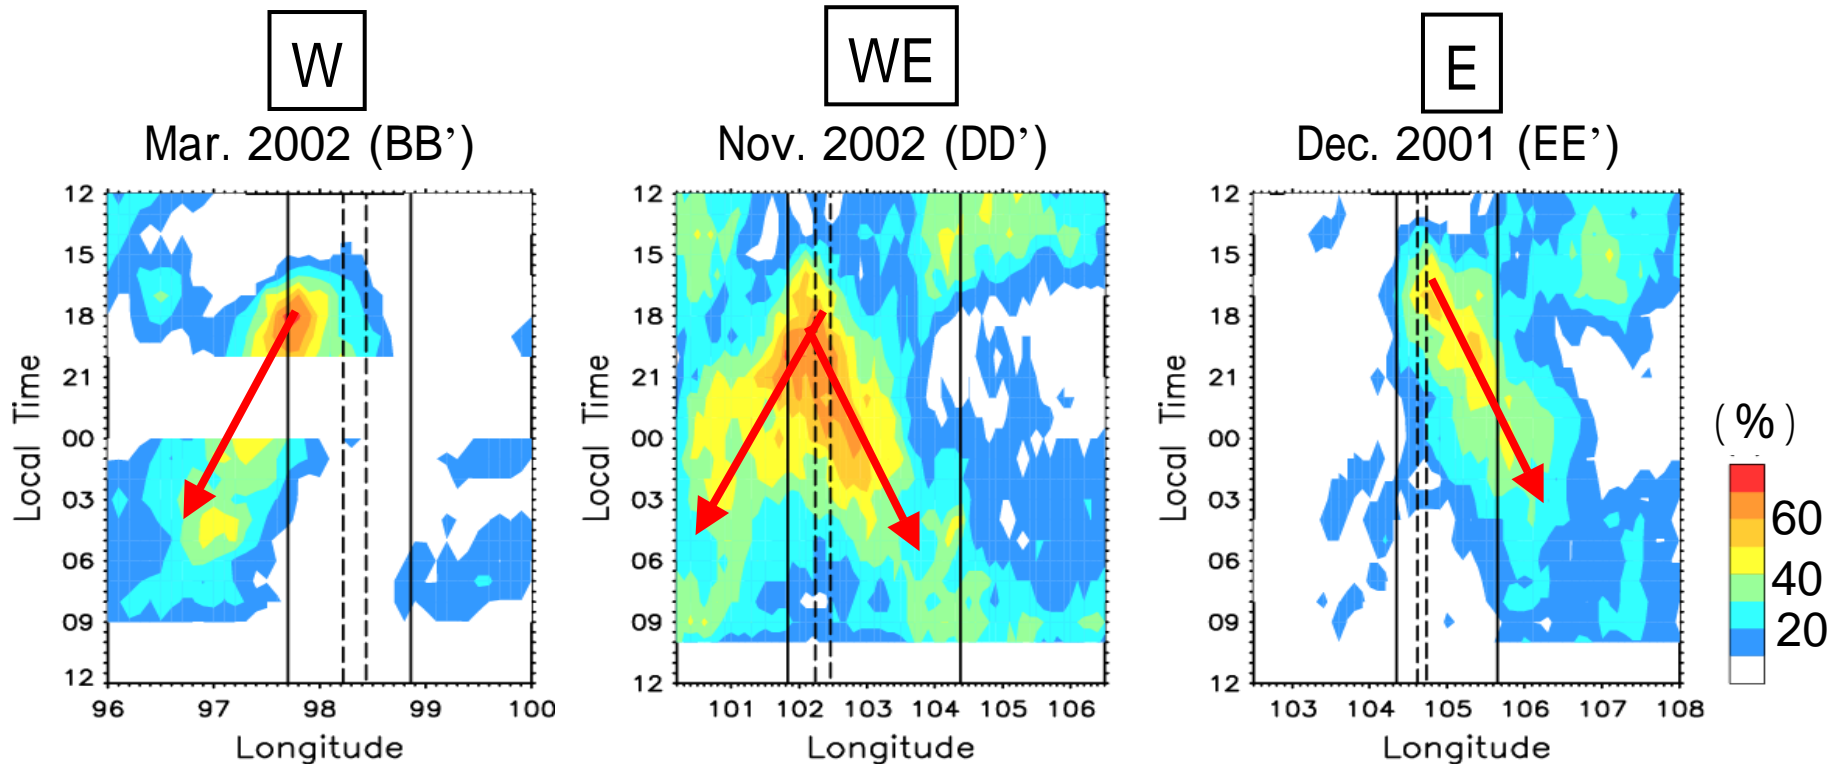 W
WE
E
Mar. 2002 (BB’)
Nov. 2002 (DD’)
Dec. 2001 (EE’)
12
15
18
21
00
03
06
09
12
Local Time
96 97 98 99 100
Longitude
12
15
18
21
00
03
06
09
12
Local Time
101 102 103 104 105 106
Longitude
12
15
18
21
00
03
06
09
12
Local Time
103 104 105 106 107 108
Longitude
(%)
60
40
20